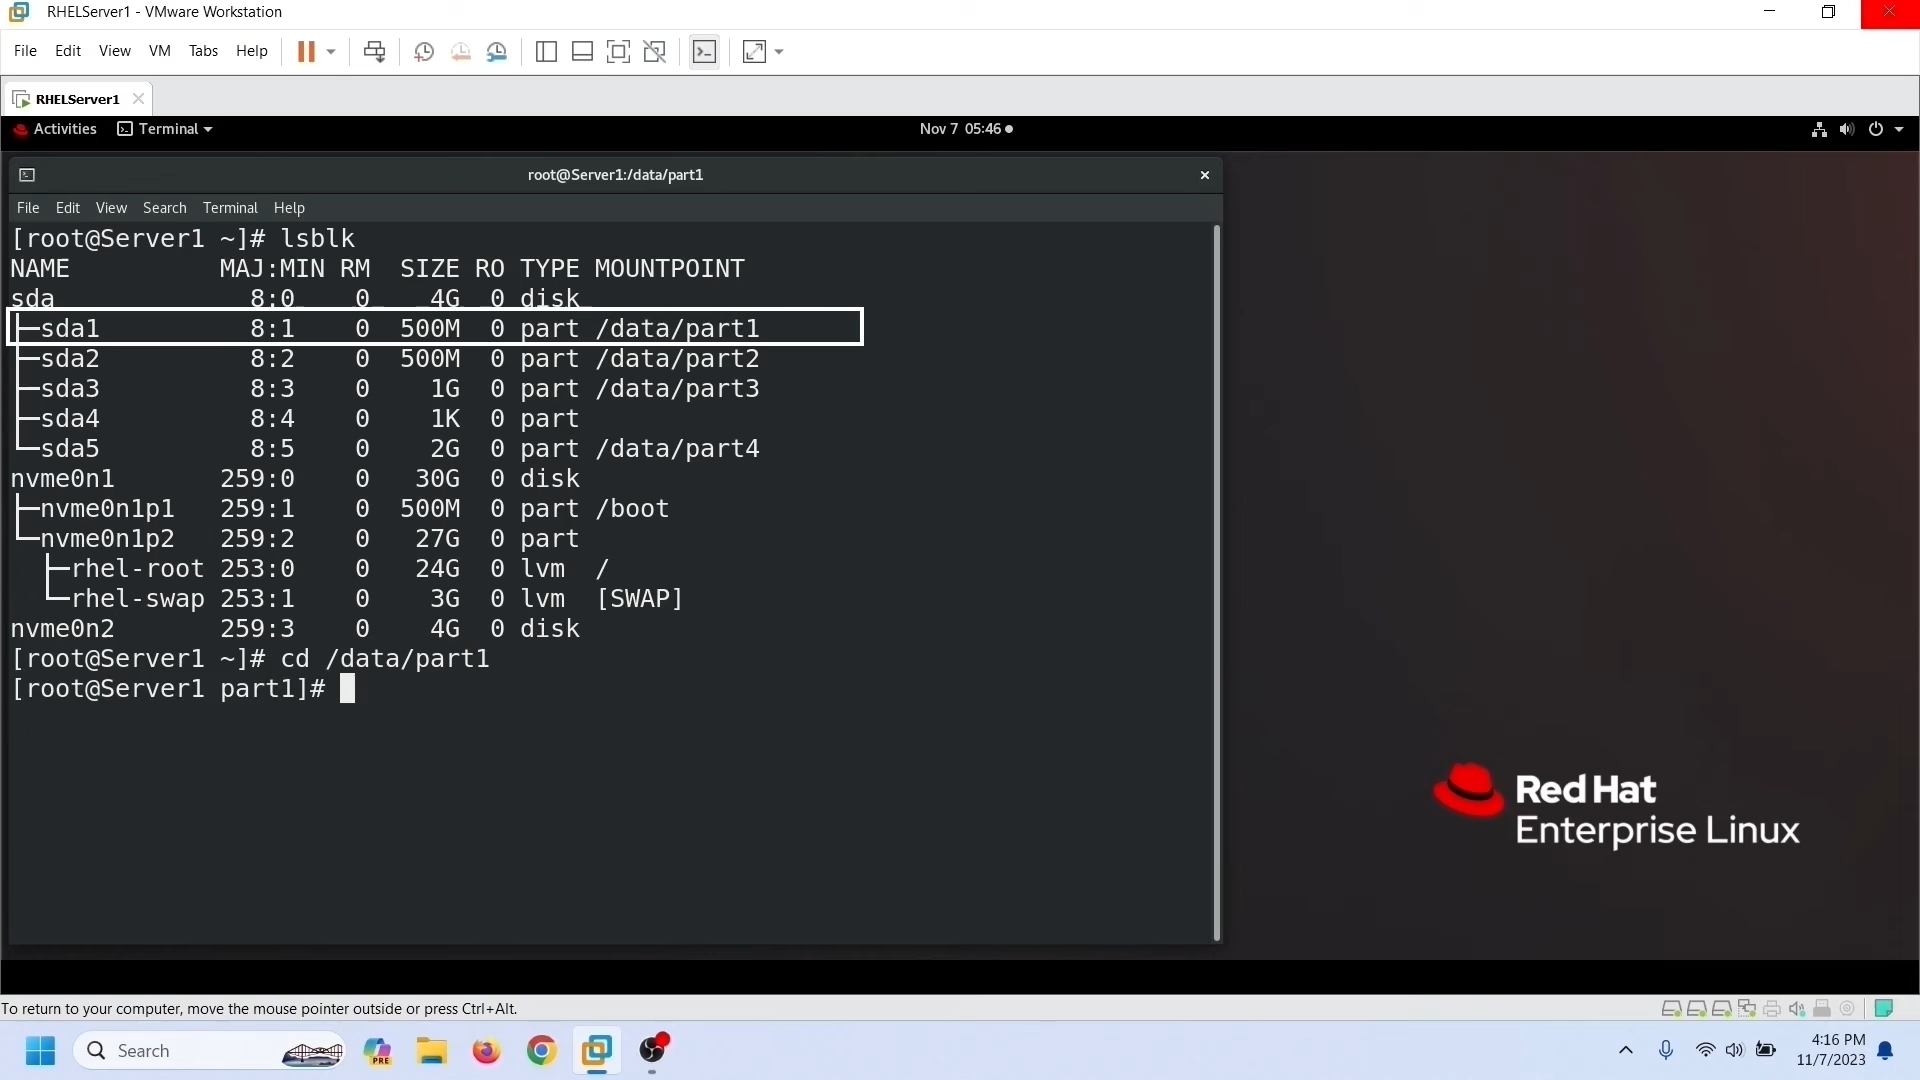 RHELServer1 - VMware Workstation
File Edit View VM Tabs Help
RHELServer1
Activities Terminal Nov 7 05:46
root@Server1:/data/part1
File Edit View Search Terminal Help
[root@Server1 ~]# lsblk
NAME MAJ:MIN RM SIZE RO TYPE MOUNTPOINT
sda 8:0 0 4G 0 disk
├─sda1 8:1 0 500M 0 part /data/part1
├─sda2 8:2 0 500M 0 part /data/part2
├─sda3 8:3 0 1G 0 part /data/part3
├─sda4 8:4 0 1K 0 part
└─sda5 8:5 0 2G 0 part /data/part4
nvme0n1 259:0 0 30G 0 disk
├─nvme0n1p1 259:1 0 500M 0 part /boot
└─nvme0n1p2 259:2 0 27G 0 part
├─rhel-root 253:0 0 24G 0 lvm /
└─rhel-swap 253:1 0 3G 0 lvm [SWAP]
nvme0n2 259:3 0 4G 0 disk
[root@Server1 ~]# cd /data/part1
[root@Server1 part1]#
Red Hat
Enterprise Linux
To return to your computer, move the mouse pointer outside or press Ctrl+Alt.
Search
PRE
4:16 PM
11/7/2023